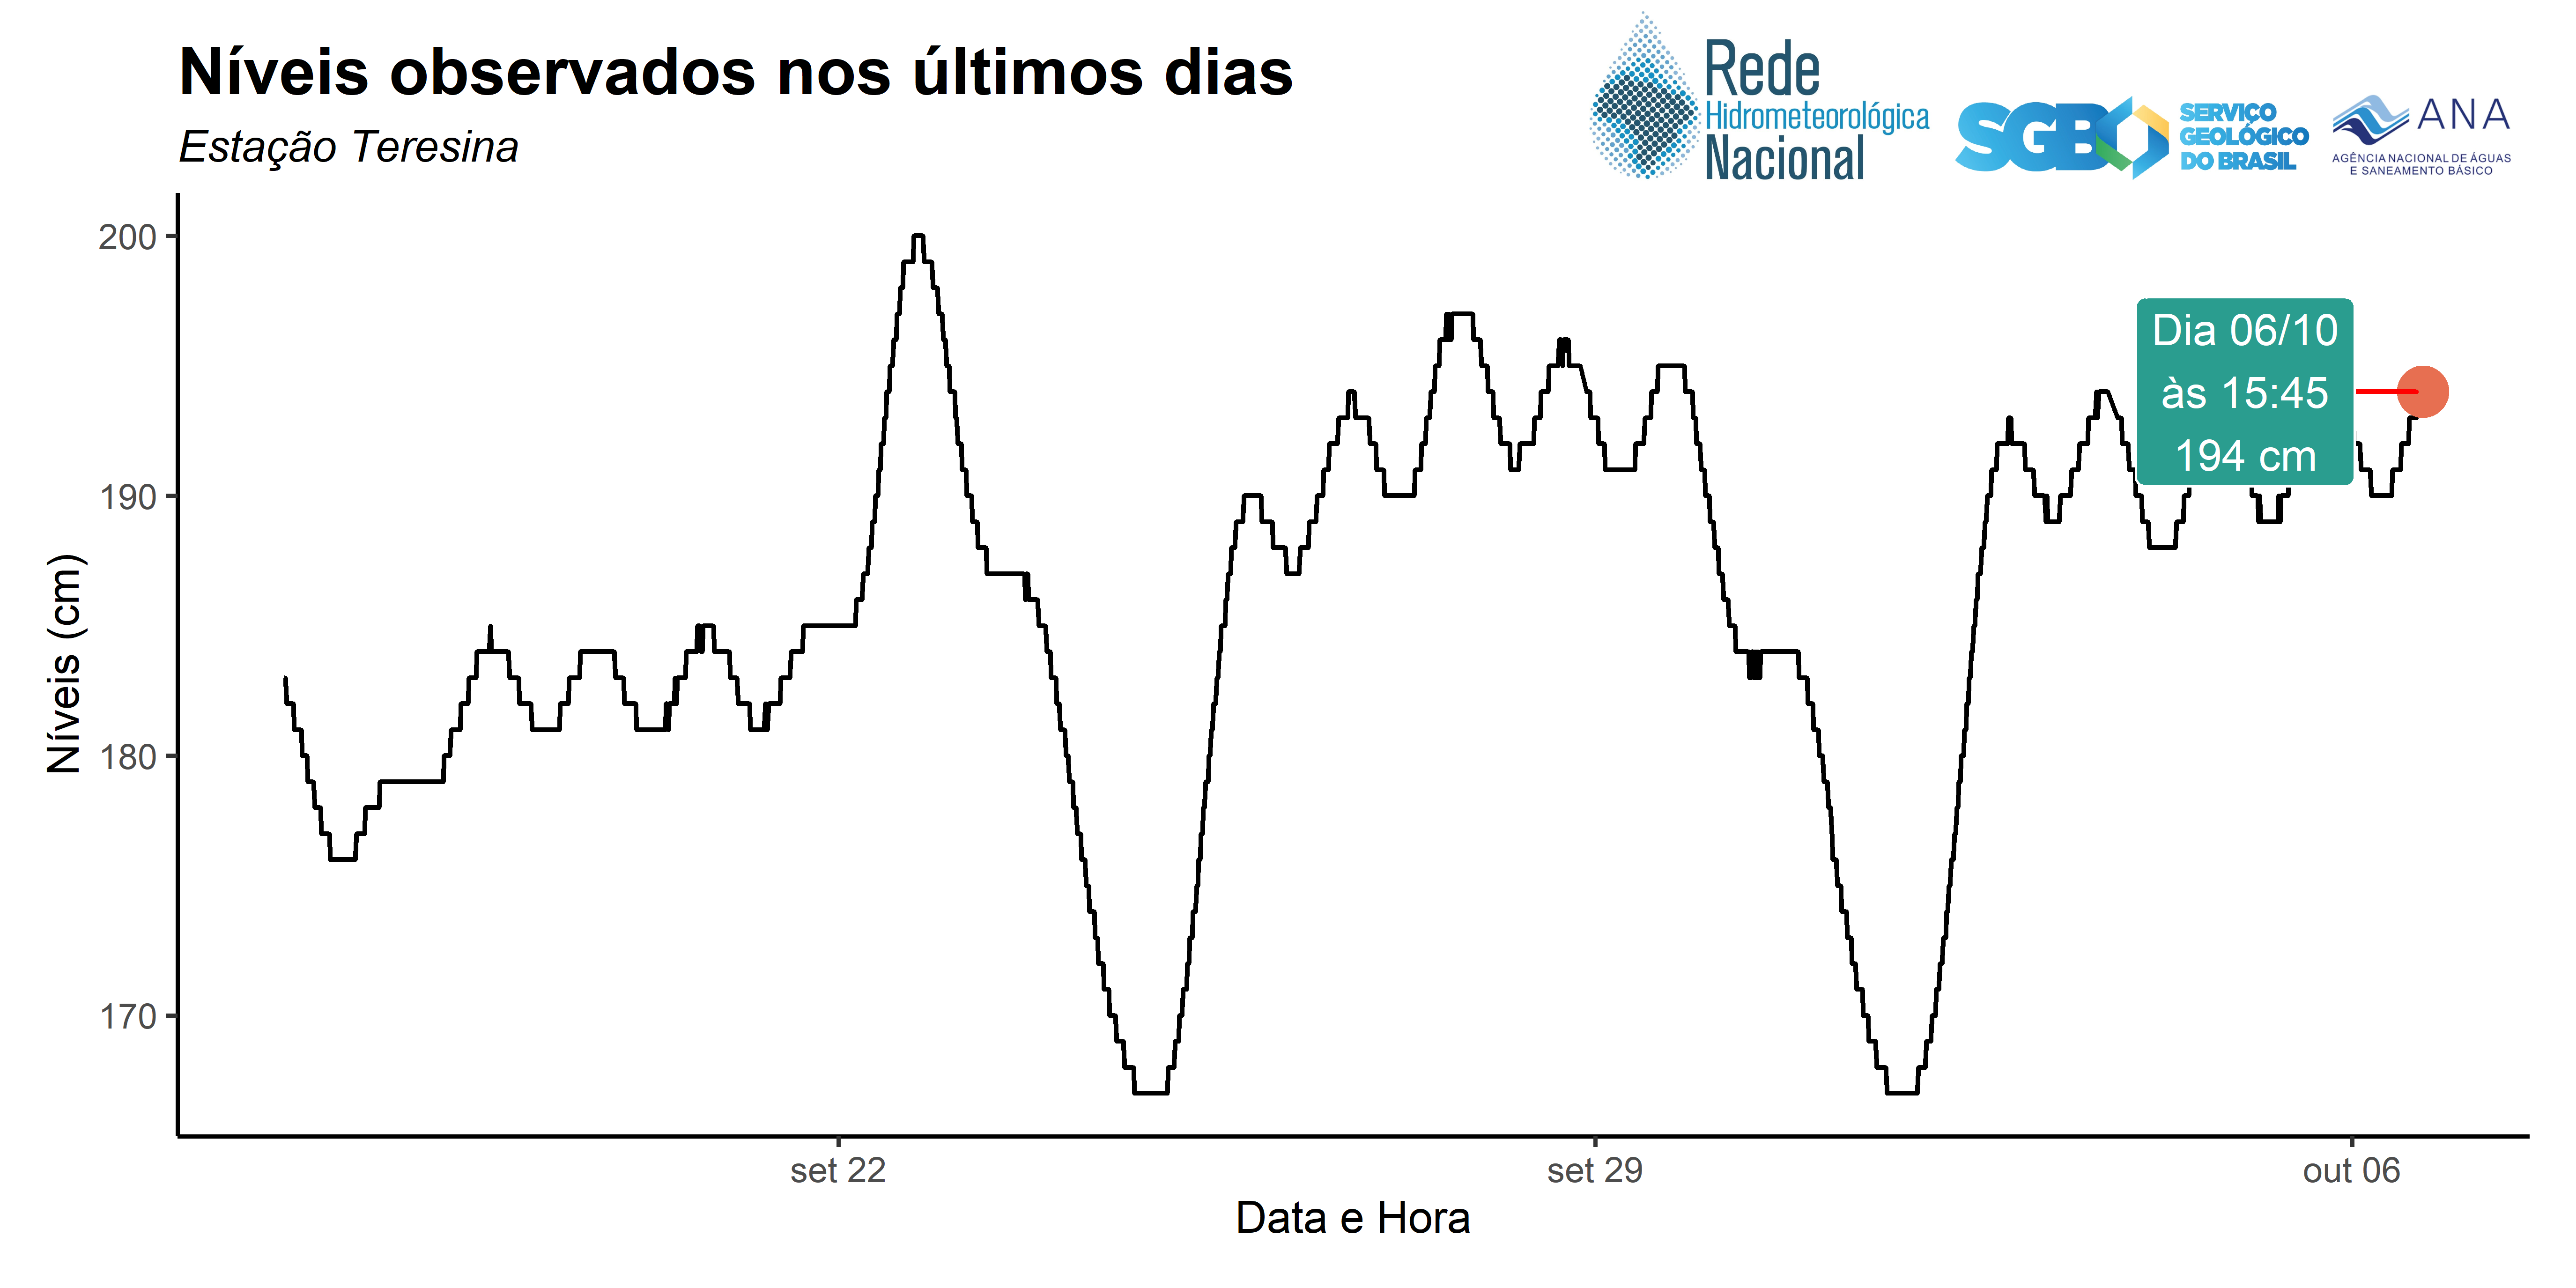 Níveis observados nos últimos dias
Estação Teresina
Rede
Hidrometeorológica
Nacional
SGB
SERVIÇO
GEOLÓGICO
DO BRASIL
ANA
AGÊNCIA NACIONAL DE ÁGUAS
E SANEAMENTO BÁSICO
Níveis (cm)
200
190
180
170
Dia 06/10
às 15:45
194 cm
set 22
set 29
out 06
Data e Hora